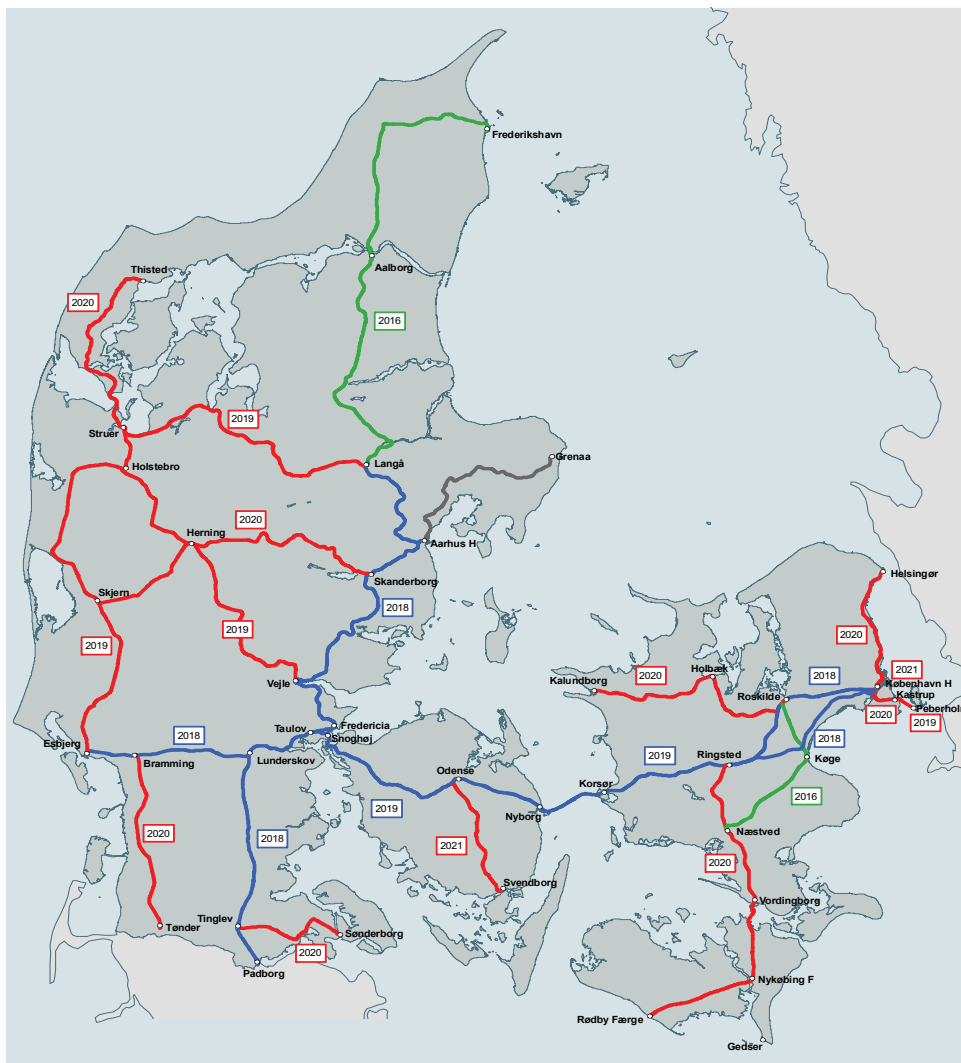 Frederikshavn
Aalborg
Thisted
2020
2016
Struer
2019
Holstebro
Langå
Grenaa
Herning
2020
Aarhus H
Skanderborg
Helsingør
Skjern
2018
2019
2019
2020
Vejle
Kalundborg
2020
Holbæk
2018
2021
København H
Roskilde
Kastrup
2020
Peberholm
2019
Fredericia
Taulov
Snoghøj
2018
Esbjerg
Bramming
Lunderskov
2018
Odense
2019
Ringsted
Køge
Korsør
2019
Nyborg
2016
Næstved
2020
2018
2021
2020
Svendborg
Vordingborg
Tønder
Tinglev
Sønderborg
2020
Padborg
Nykøbing F
Rødby Færge
Gedser